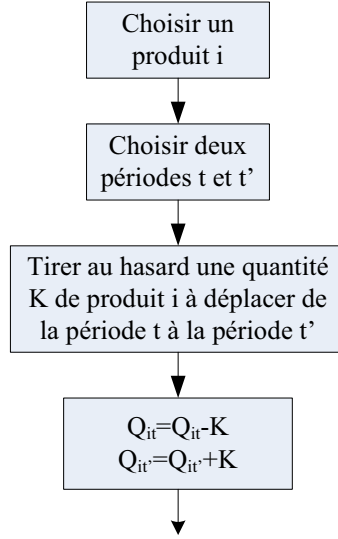 Choisir un
produit i
Choisir deux
périodes t et t’
Tirer au hasard une quantité
K de produit i à déplacer de
la période t à la période t’
Qit=Qit-K
Qit’=Qit’+K